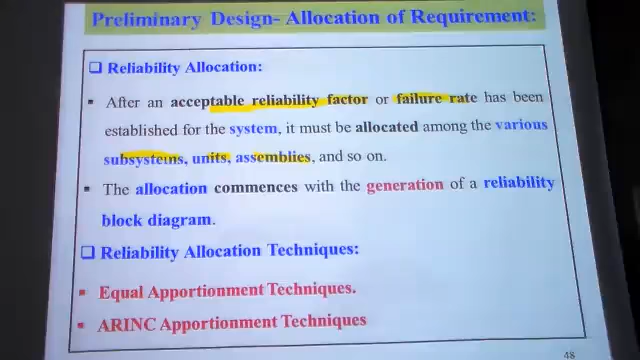 Preliminary Design- Allocation of Requirement:
❑ Reliability Allocation:
▪ After an acceptable reliability factor or failure rate has been
established for the system, it must be allocated among the various
subsystems, units, assemblies, and so on.
▪ The allocation commences with the generation of a reliability
block diagram.
❑ Reliability Allocation Techniques:
▪ Equal Apportionment Techniques.
▪ ARINC Apportionment Techniques
48